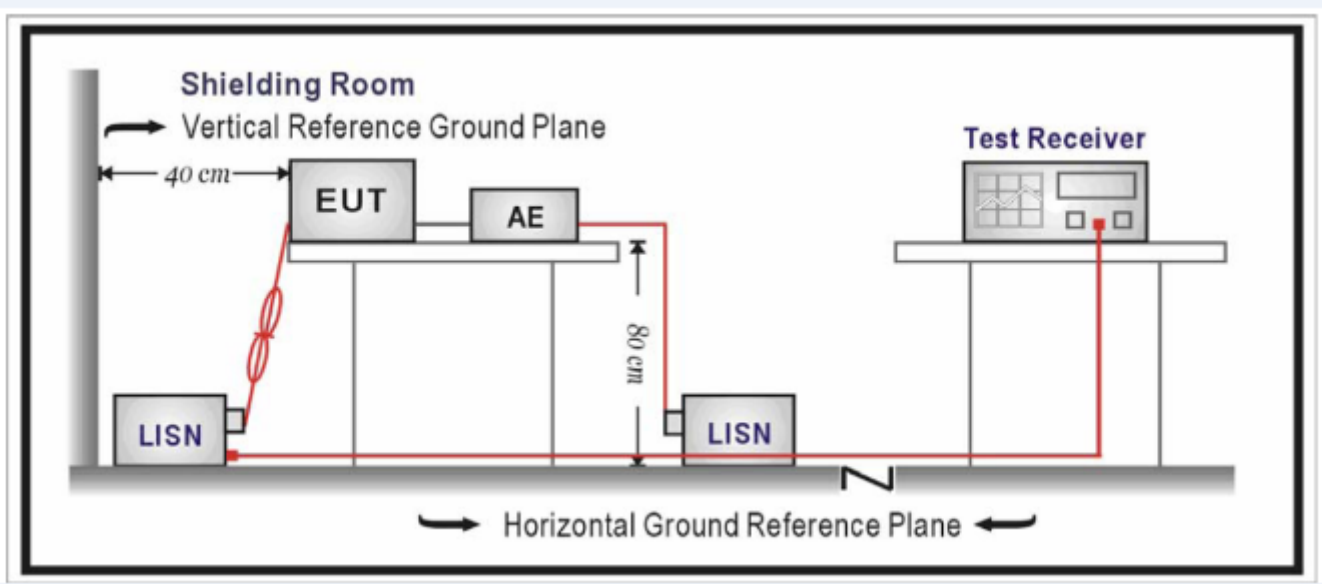 Shielding Room
Vertical Reference Ground Plane
Test Receiver
40 cm
EUT
AE
80 cm
LISN
LISN
Horizontal Ground Reference Plane